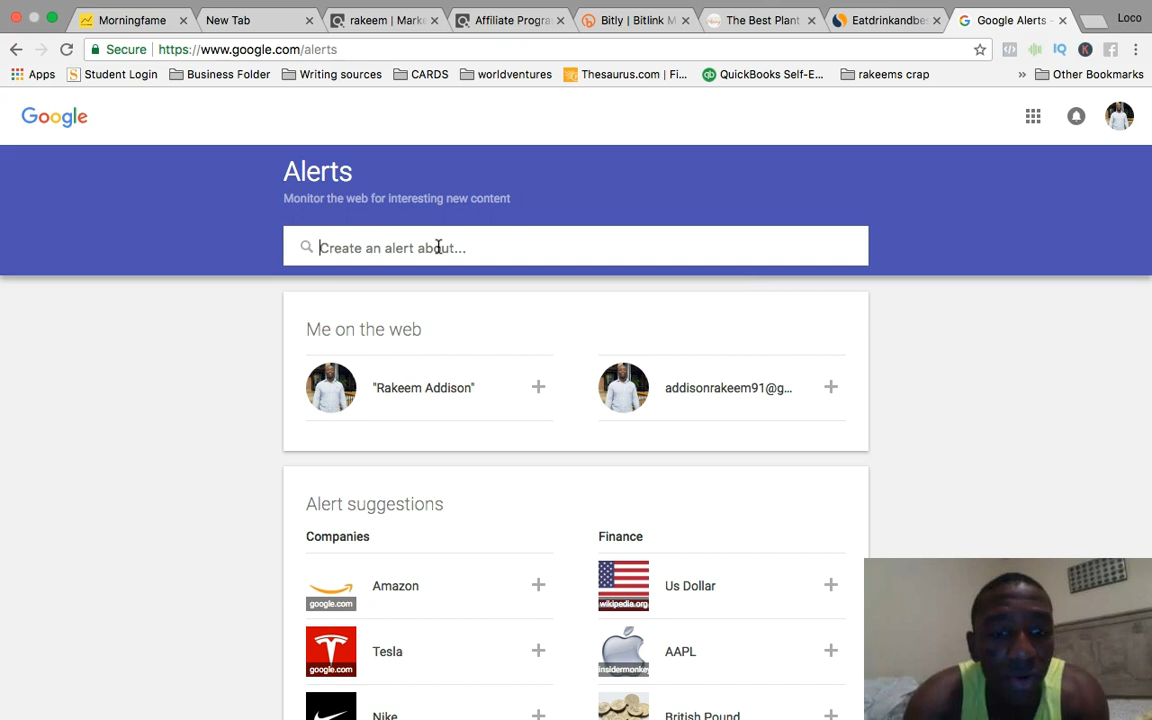 Morningfame
New Tab
rakeem | Marke
Affiliate Progra
Bitly | Bitlink M
The Best Plant
Eatdrinkandbe
Google Alerts -
Loco
Secure https://www.google.com/alerts
Apps
Student Login
Business Folder
Writing sources
CARDS
worldventures
Thesaurus.com | Fi...
QuickBooks Self-E...
rakeems crap
»
Other Bookmarks
Google
Alerts
Monitor the web for interesting new content
Create an alert about...
Me on the web
"Rakeem Addison"
addisonrakeem91@g...
Alert suggestions
Companies
Finance
google.com
Amazon
wikipedia.org
Us Dollar
google.com
Tesla
insidermonkey
AAPL
Nike
British Pound